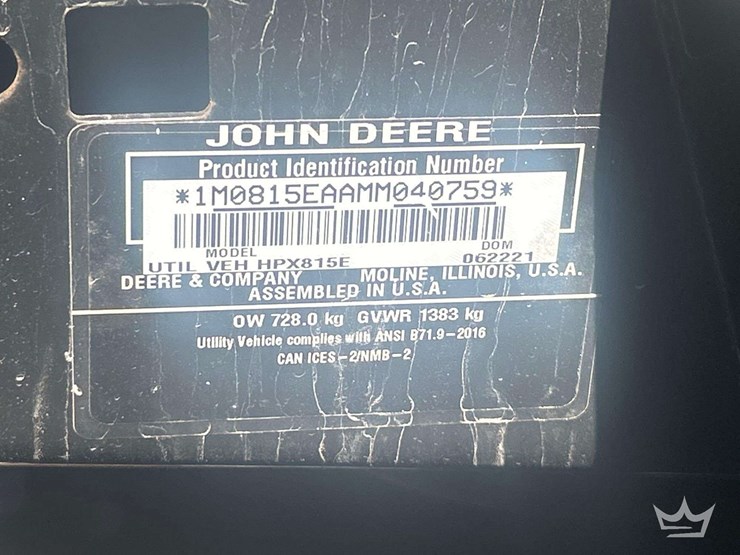 JOHN DEERE
Product Identification Number
*1M0815EAAMM040759*
MODEL DOM
UTIL VEH HPX815E 062221
DEERE & COMPANY MOLINE, ILLINOIS, U.S.A.
ASSEMBLED IN U.S.A.
OW 728.0 kg GVWR 1383 kg
Utility Vehicle complies with ANSI B71.9-2016
CAN ICES-2/NMB-2